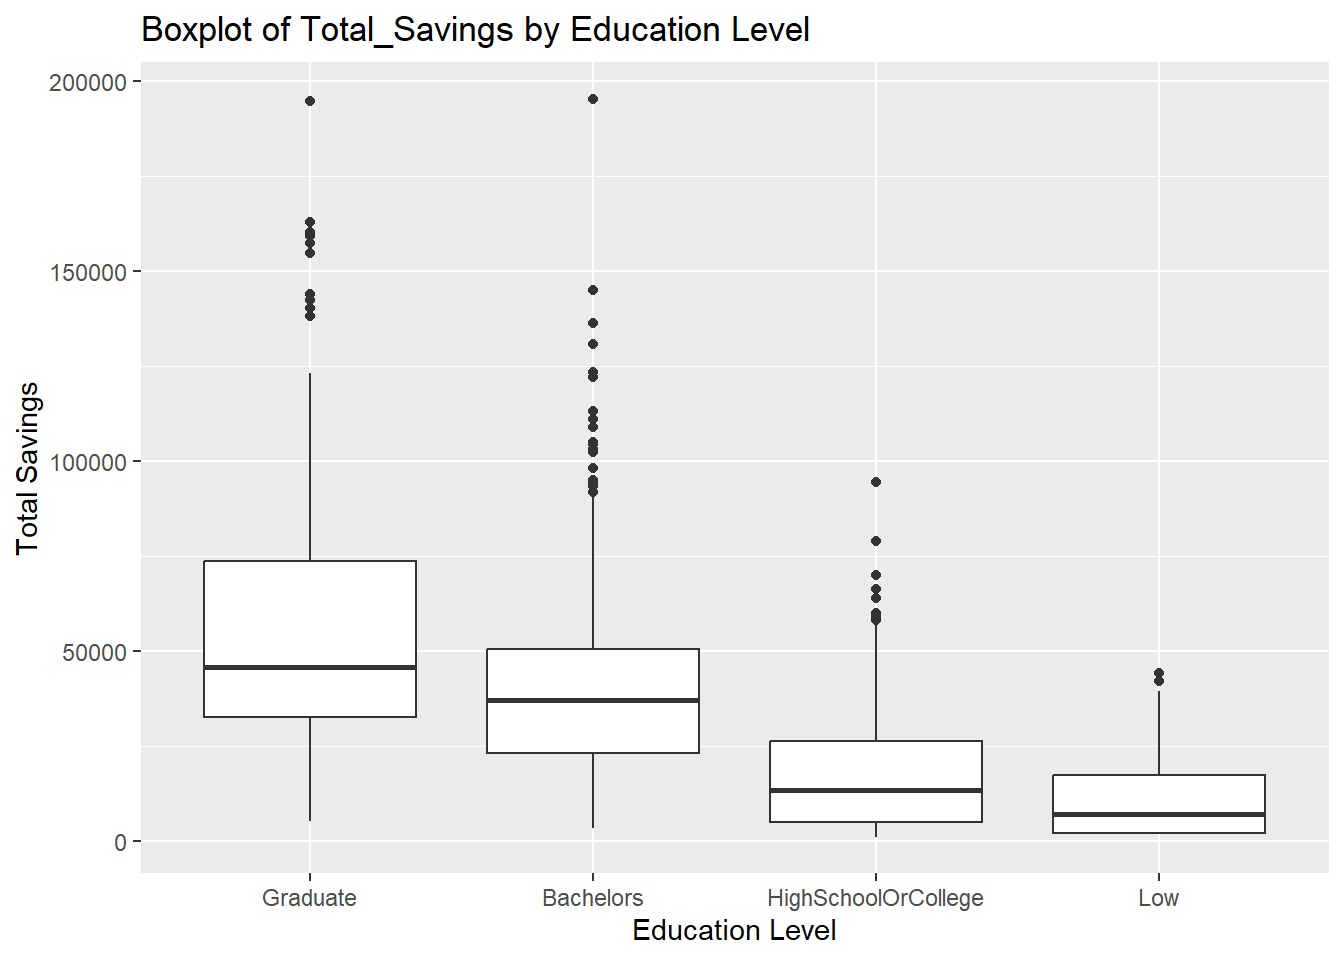 Boxplot of Total_Savings by Education Level
200000
150000
100000
50000
0
Total Savings
Graduate Bachelors HighSchoolOrCollege Low
Education Level